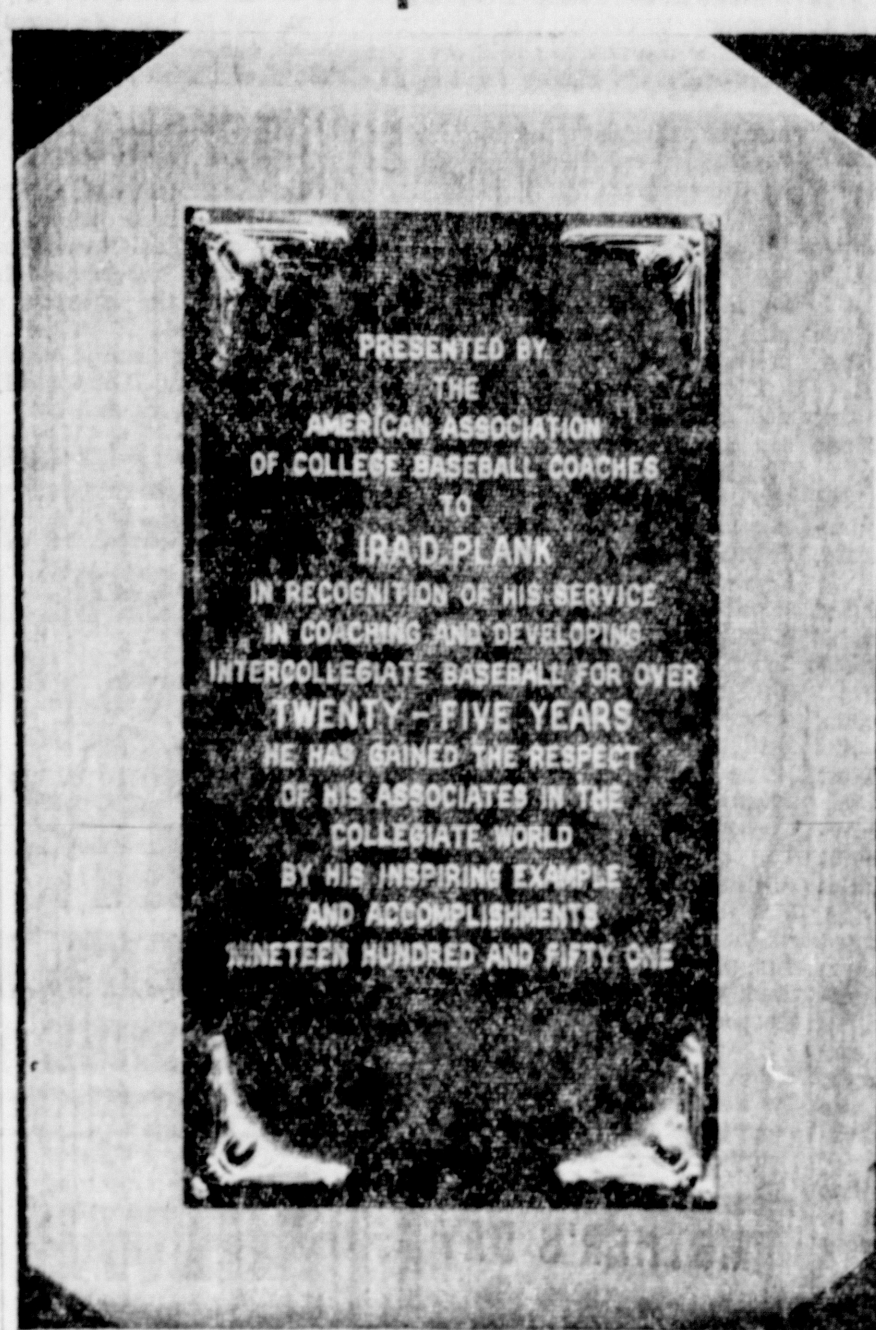 PRESENTED BY
THE
AMERICAN ASSOCIATION
OF COLLEGE BASEBALL COACHES
TO
IRA D. PLANK
IN RECOGNITION OF HIS SERVICE
IN COACHING AND DEVELOPING
INTERCOLLEGIATE BASEBALL FOR OVER
TWENTY-FIVE YEARS
HE HAS GAINED THE RESPECT
OF HIS ASSOCIATES IN THE
COLLEGIATE WORLD
BY HIS INSPIRING EXAMPLE
AND ACCOMPLISHMENTS
NINETEEN HUNDRED AND FIFTY ONE